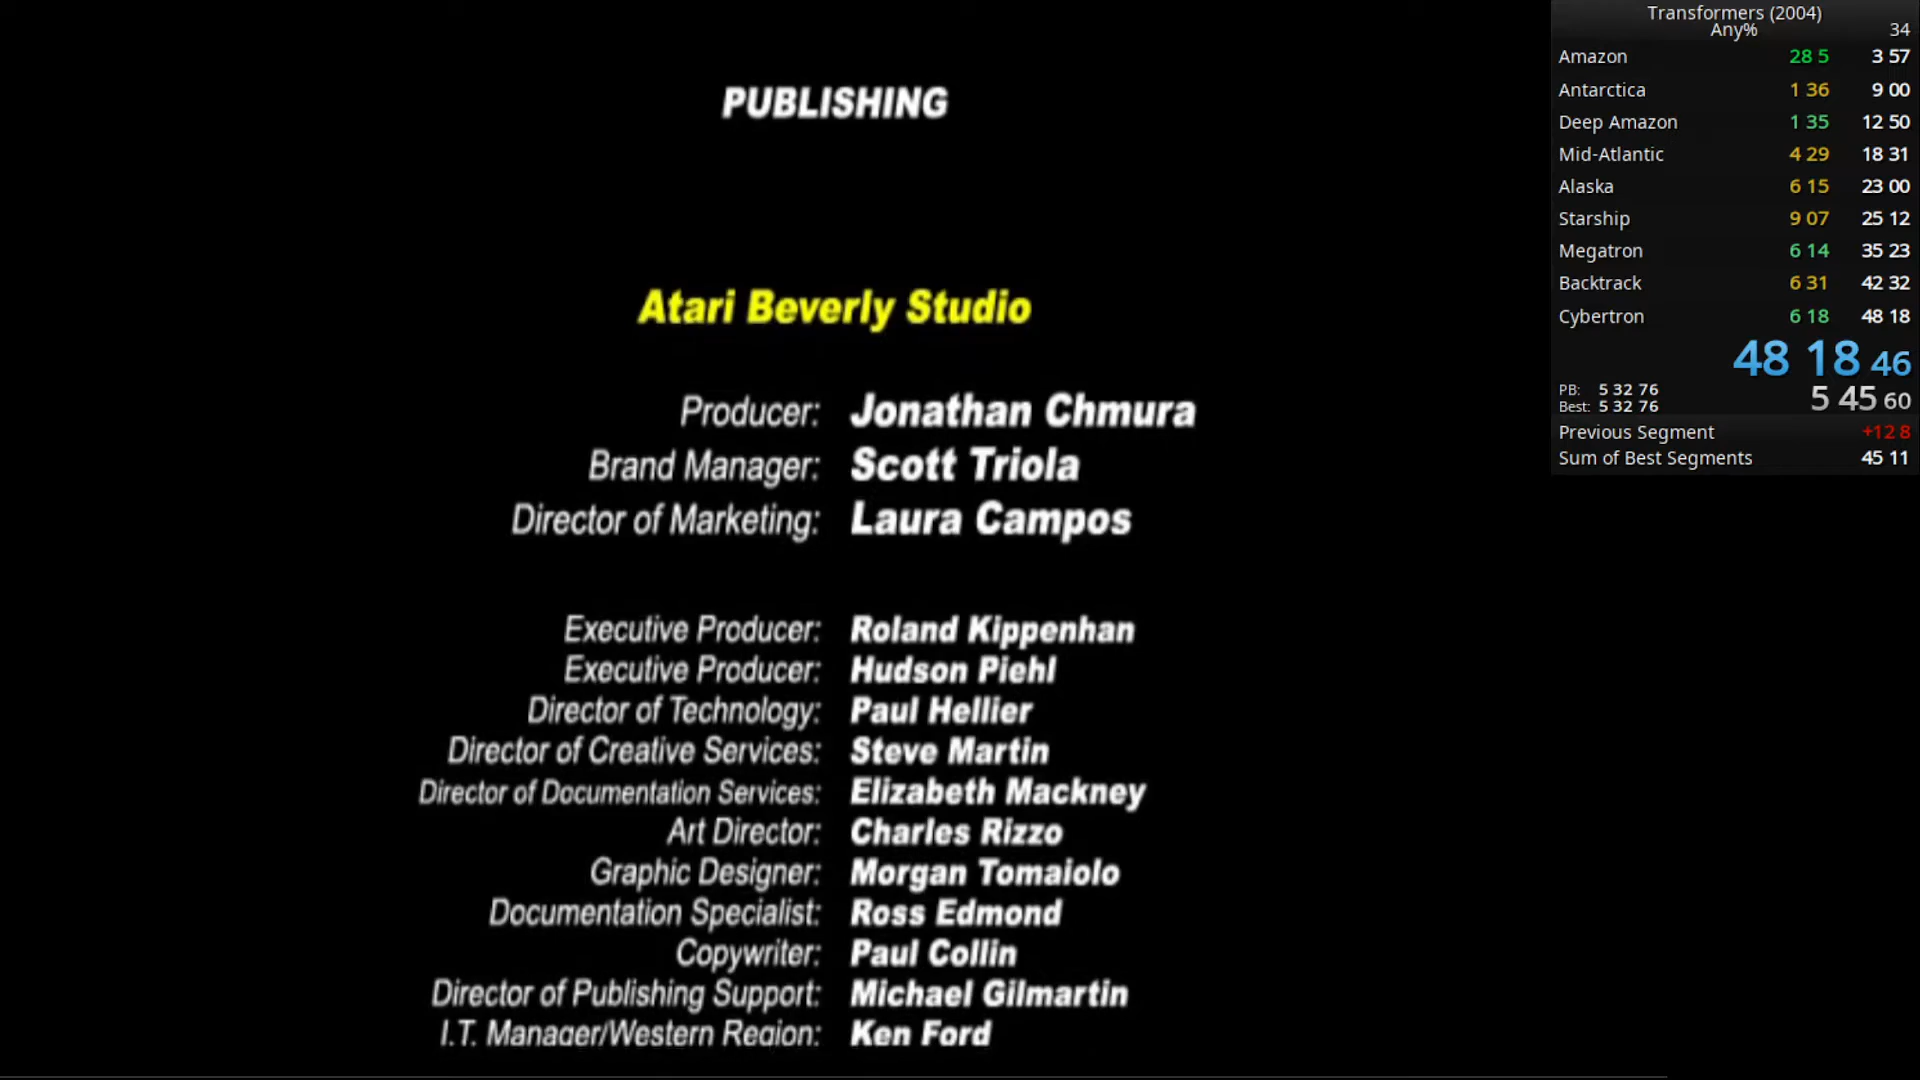 PUBLISHING
Atari Beverly Studio
Producer: Jonathan Chmura
Brand Manager: Scott Triola
Director of Marketing: Laura Campos
Executive Producer: Roland Kippenhan
Executive Producer: Hudson Piehl
Director of Technology: Paul Hellier
Director of Creative Services: Steve Martin
Director of Documentation Services: Elizabeth Mackney
Art Director: Charles Rizzo
Graphic Designer: Morgan Tomaiolo
Documentation Specialist: Ross Edmond
Copywriter: Paul Collin
Director of Publishing Support: Michael Gilmartin
I.T. Manager/Western Region: Ken Ford
Transformers (2004)
Any% 34
Amazon 28 5 3 57
Antarctica 1 36 9 00
Deep Amazon 1 35 12 50
Mid-Atlantic 4 29 18 31
Alaska 6 15 23 00
Starship 9 07 25 12
Megatron 6 14 35 23
Backtrack 6 31 42 32
Cybertron 6 18 48 18
48 18 46
PB: 5 32 76
Best: 5 32 76
5 45 60
Previous Segment +12 8
Sum of Best Segments 45 11